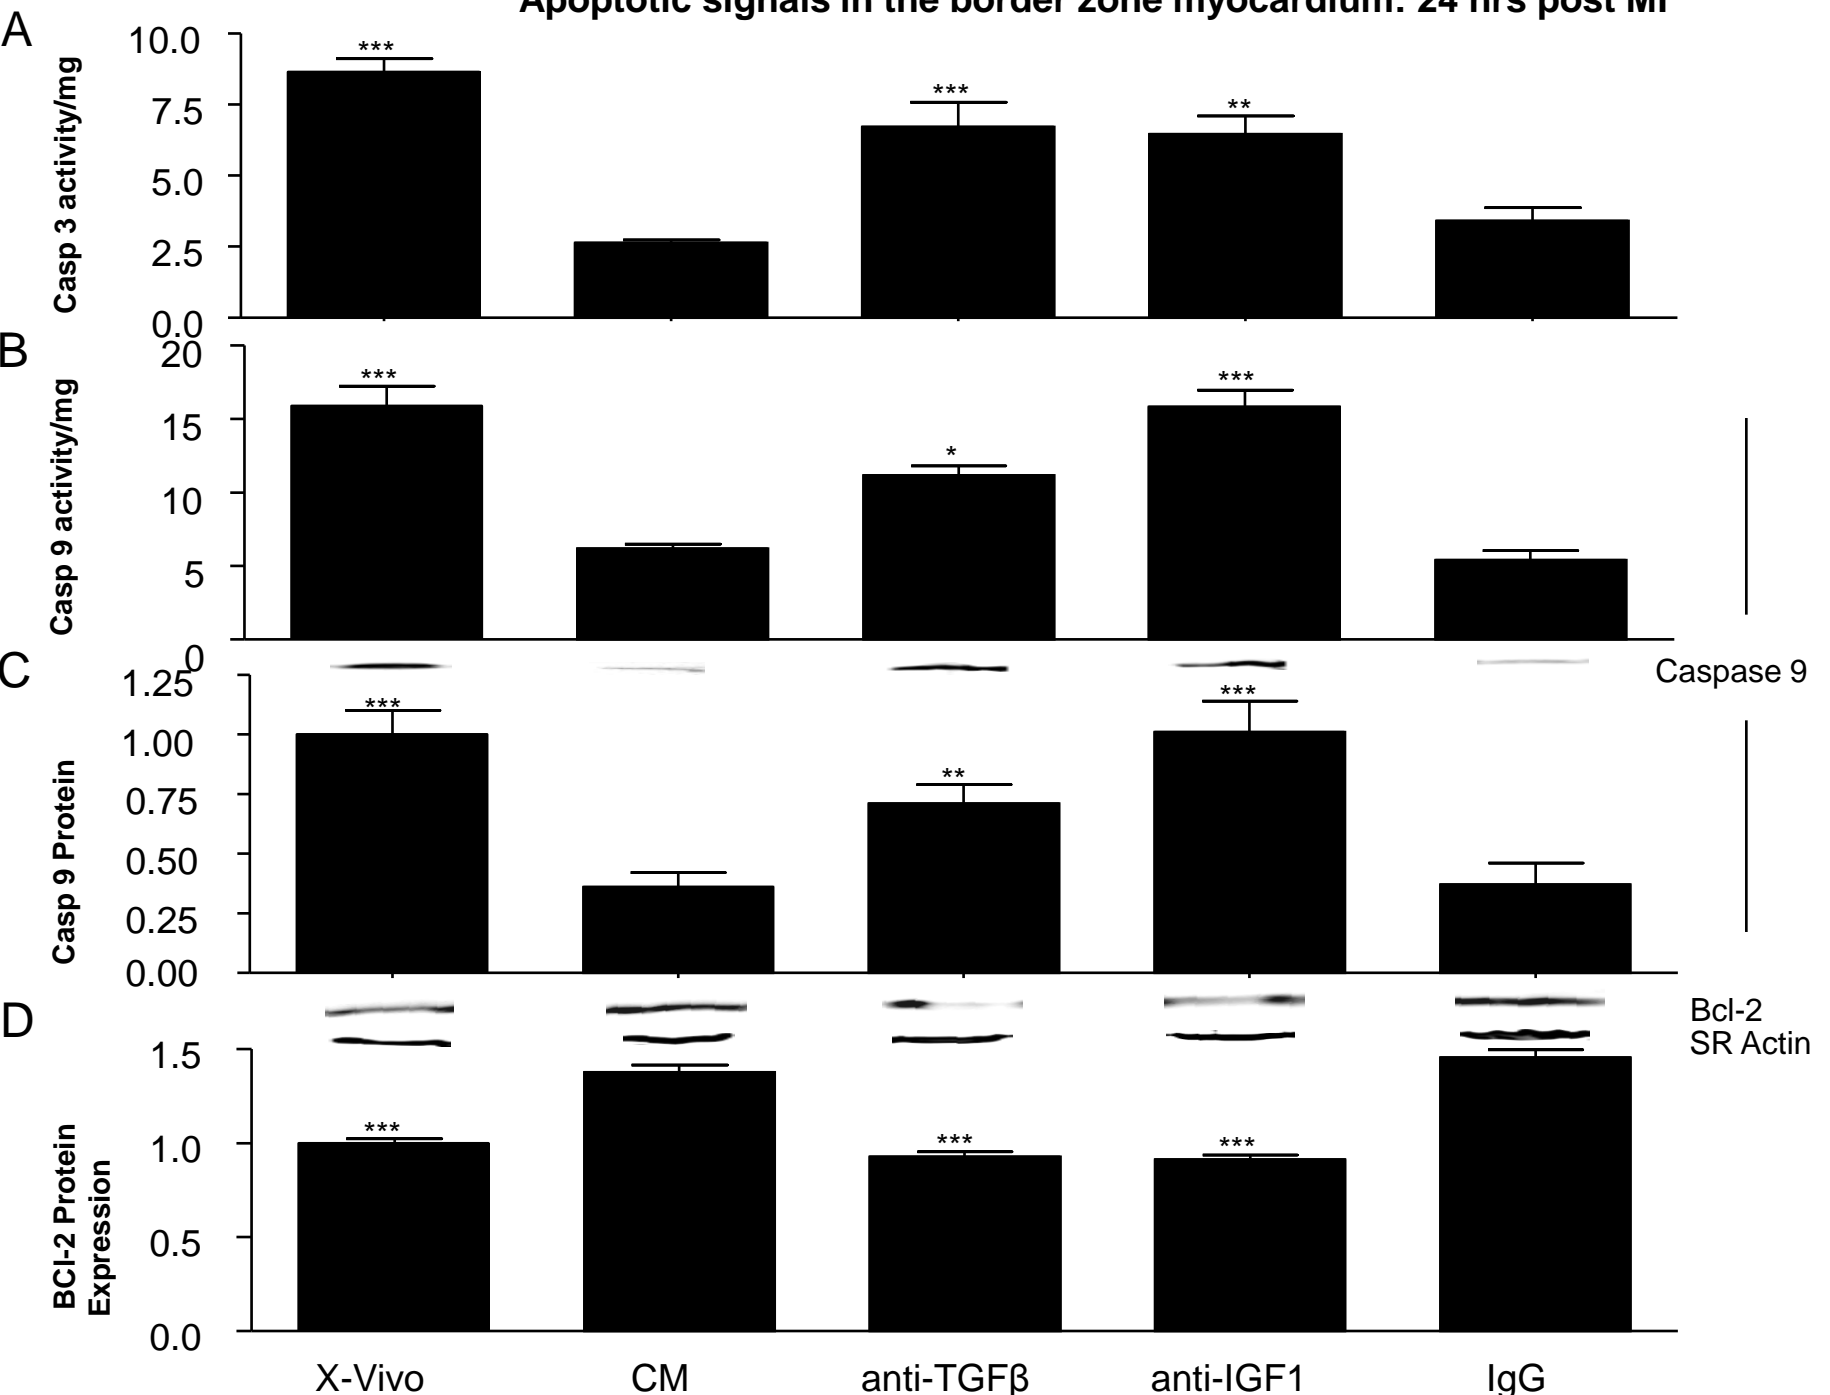 Apoptotic signals in the border zone myocardium: 24 hrs post MI
A
Casp 3 activity/mg
10.0
7.5
5.0
2.5
0.0
***
***
**
B
Casp 9 activity/mg
20
15
10
5
0
***
*
***
C
Casp 9 Protein
1.25
1.00
0.75
0.50
0.25
0.00
***
**
***
Caspase 9
D
BCl-2 Protein
Expression
1.5
1.0
0.5
0.0
***
***
***
Bcl-2
SR Actin
X-Vivo
CM
anti-TGFβ
anti-IGF1
IgG